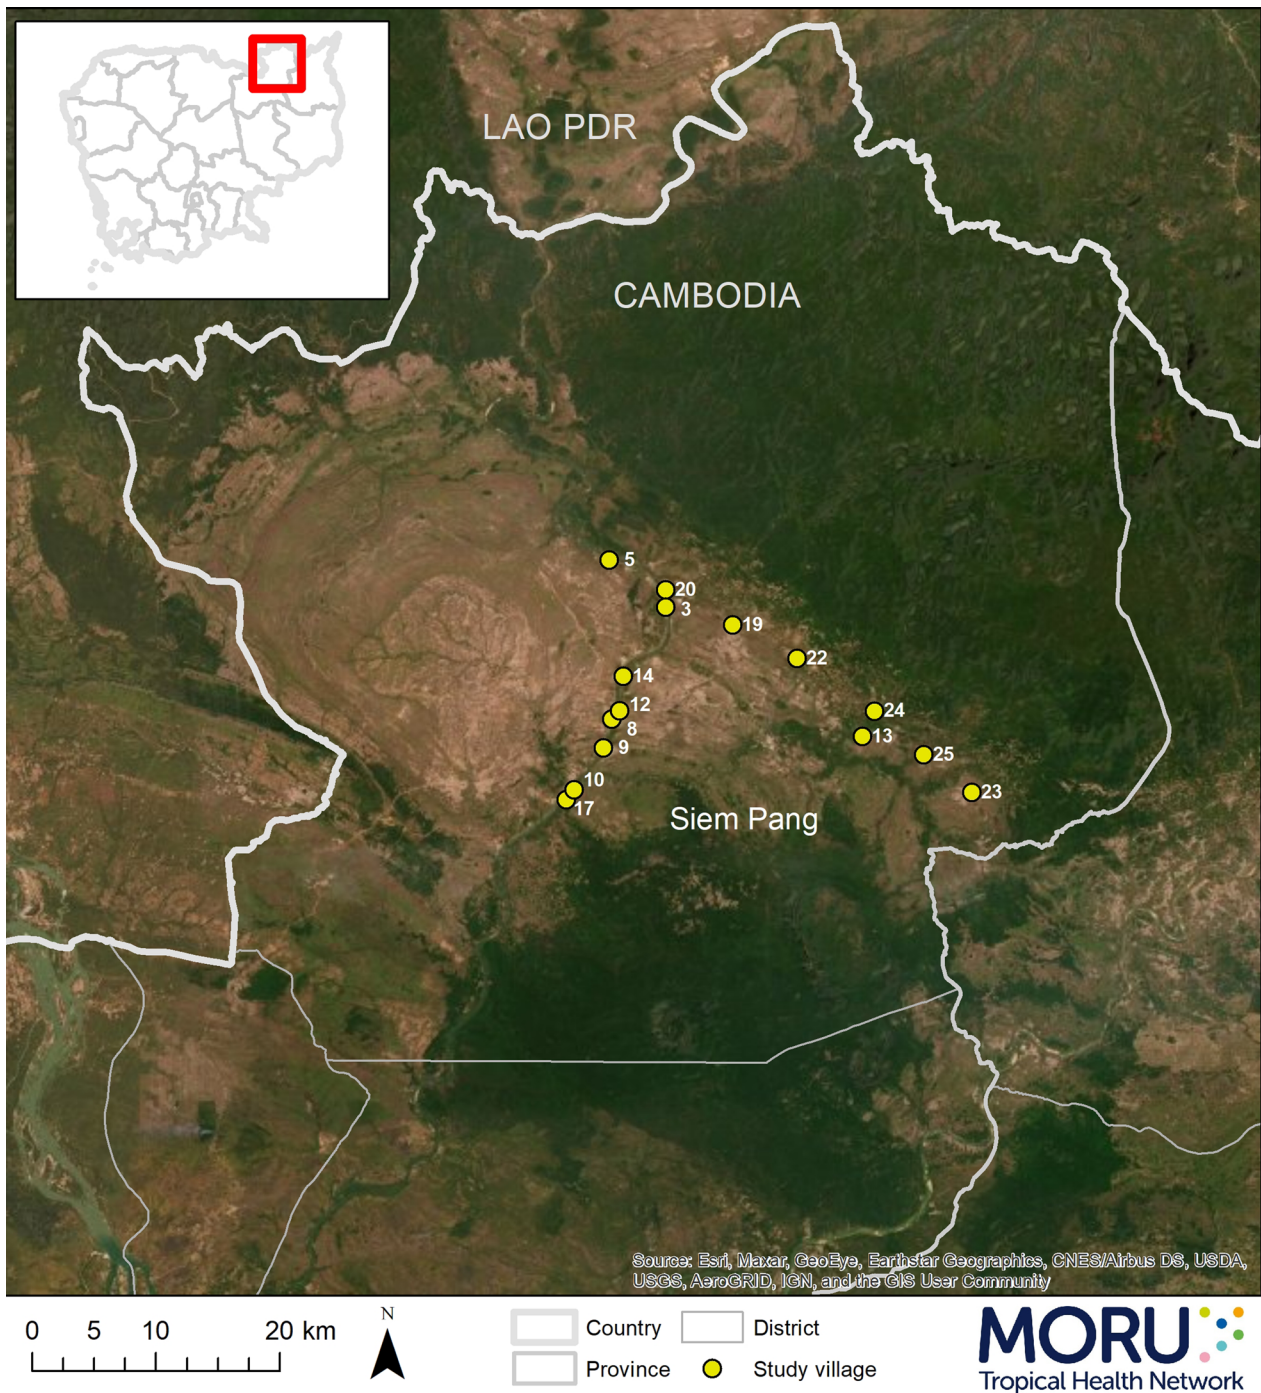 LAO PDR
CAMBODIA
5
20
3
19
22
14
12
8
24
13
9
25
10
17
23
Siem Pang
Source: Esri, Maxar, GeoEye, Earthstar Geographics, CNES/Airbus DS, USDA,
USGS, AeroGRID, IGN, and the GIS User Community
0 5 10 20 km
N
Country
District
Province
Study village
MORU
Tropical Health Network